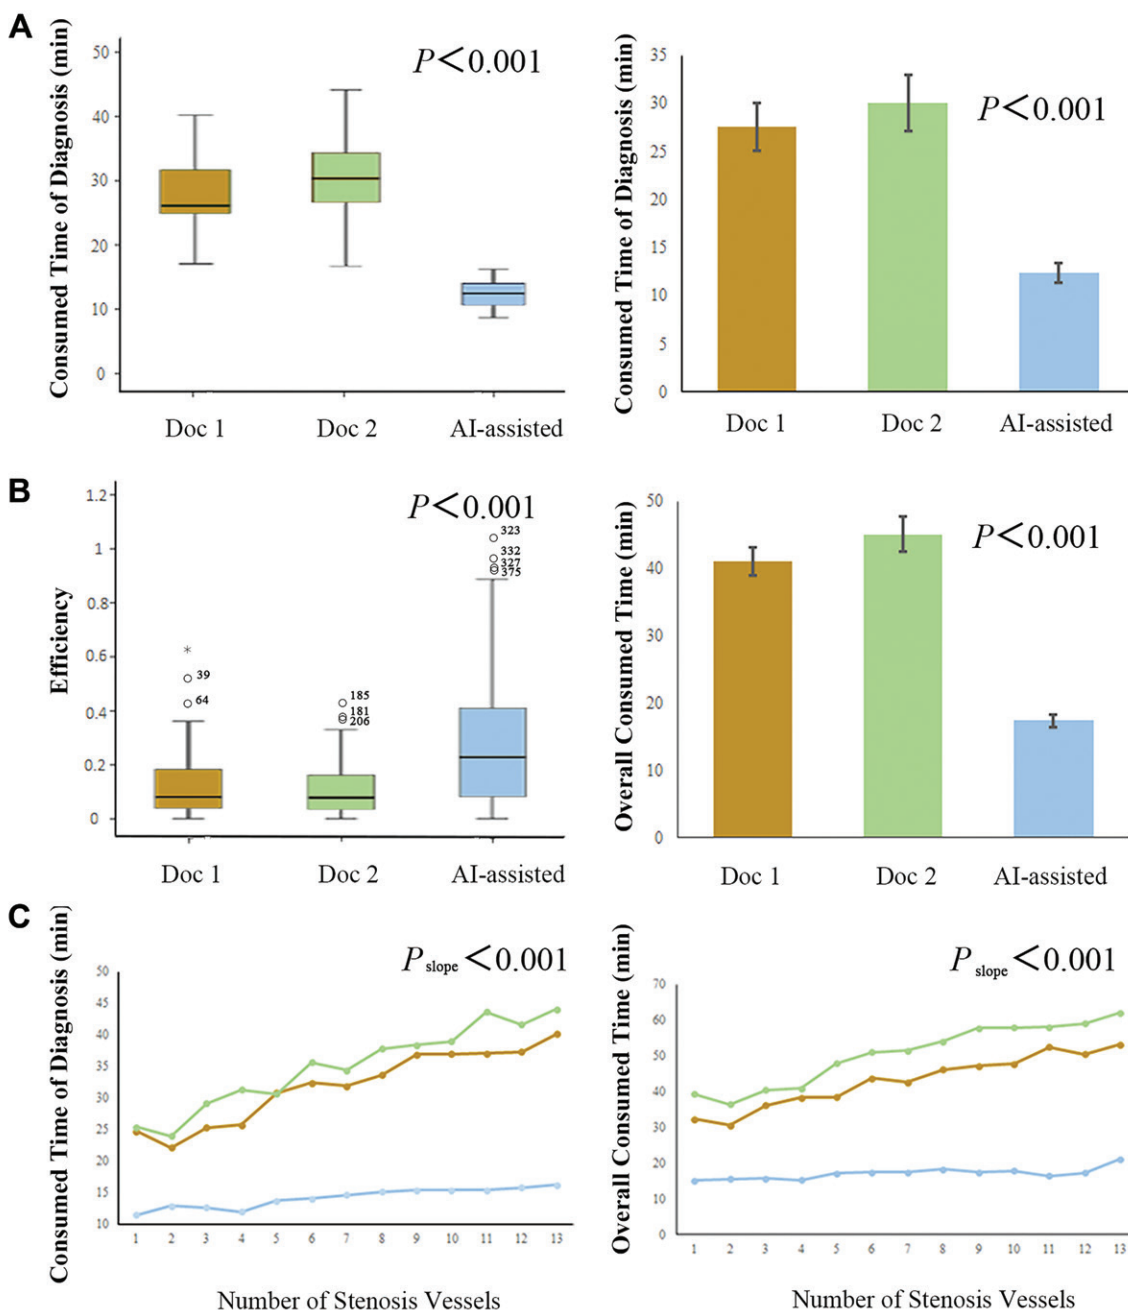 A
Consumed Time of Diagnosis (min)
50
40
30
20
10
0
P<0.001
Doc 1
Doc 2
AI-assisted
Consumed Time of Diagnosis (min)
35
30
25
20
15
10
5
0
P<0.001
Doc 1
Doc 2
AI-assisted
B
Efficiency
1.2
1
0.8
0.6
0.4
0.2
0
P<0.001
*
39
64
185
181
206
323
332
327
375
Doc 1
Doc 2
AI-assisted
Overall Consumed Time (min)
50
40
30
20
10
0
P<0.001
Doc 1
Doc 2
AI-assisted
C
Consumed Time of Diagnosis (min)
50
45
40
35
30
25
20
15
10
P slope <0.001
1 2 3 4 5 6 7 8 9 10 11 12 13
Number of Stenosis Vessels
Overall Consumed Time (min)
70
60
50
40
30
20
10
0
P slope <0.001
1 2 3 4 5 6 7 8 9 10 11 12 13
Number of Stenosis Vessels